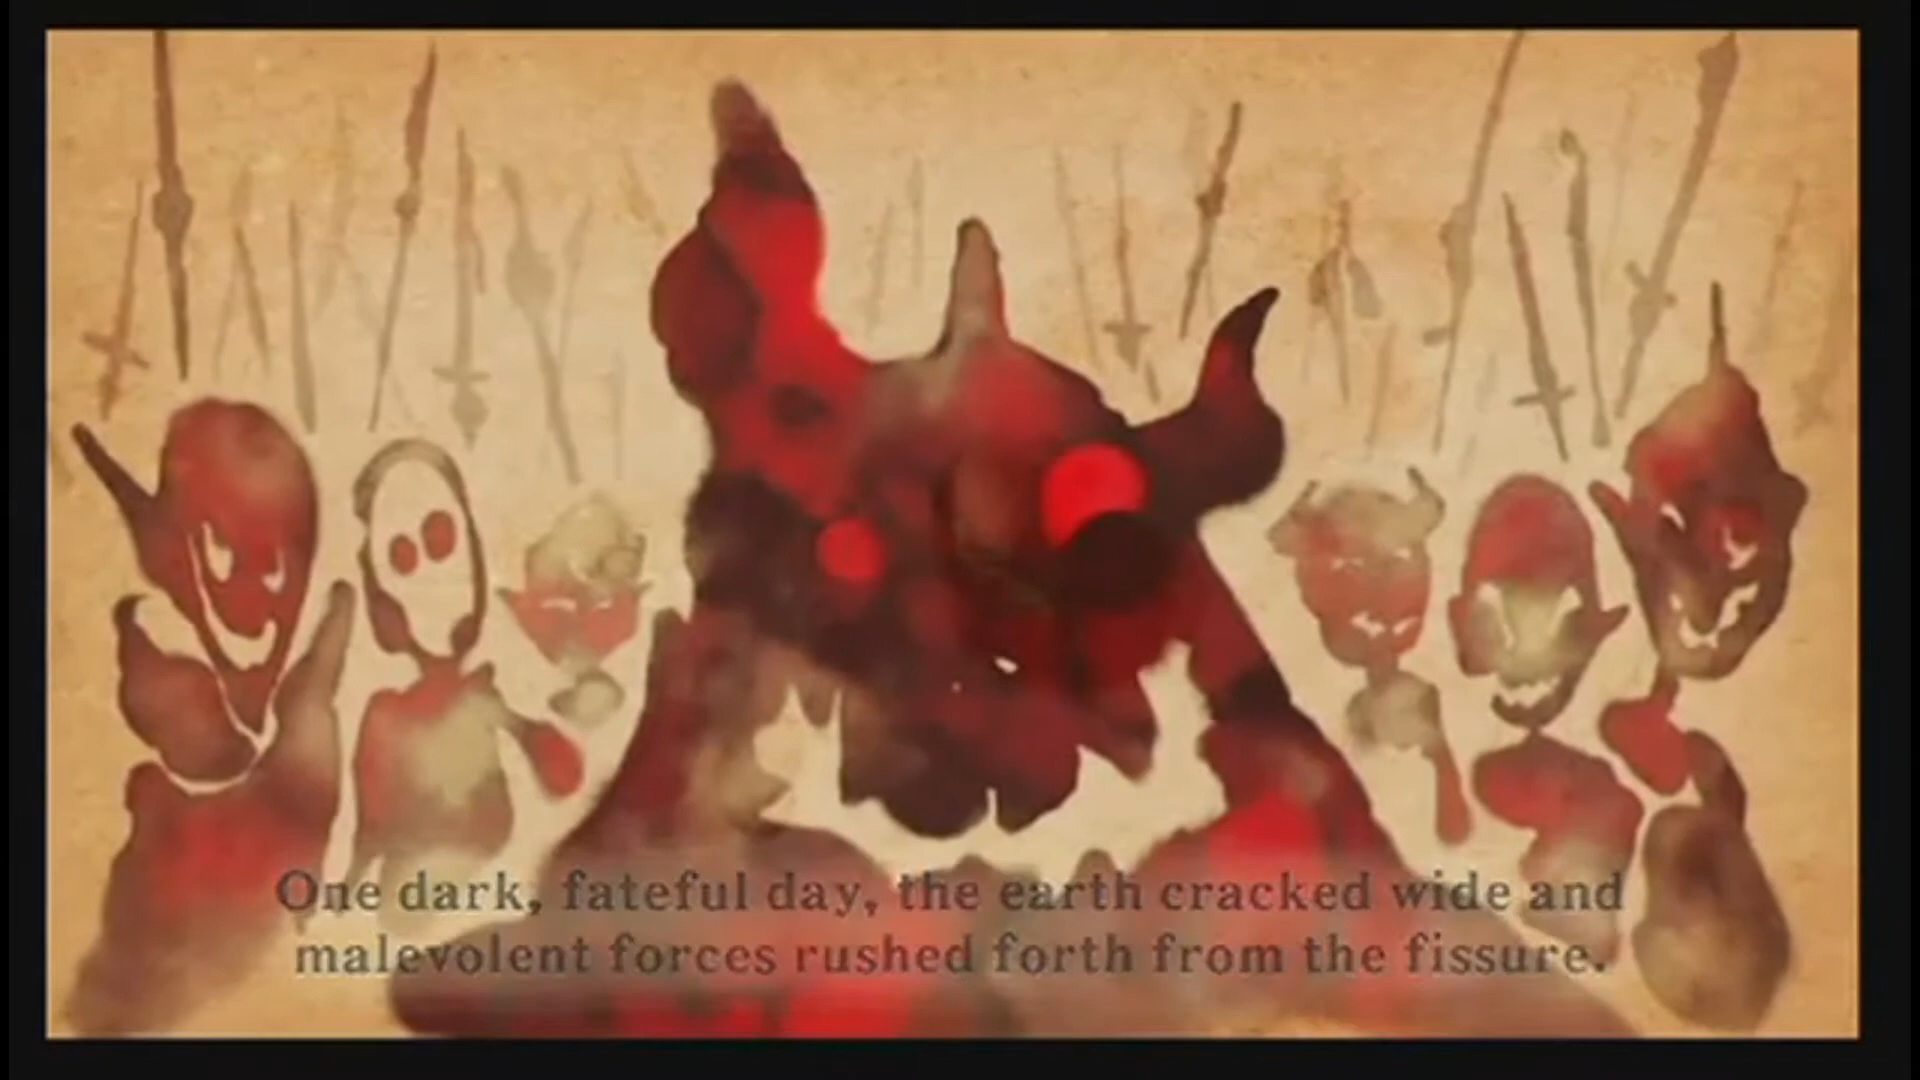 One dark, fateful day, the earth cracked wide and
malevolent forces rushed forth from the fissure.